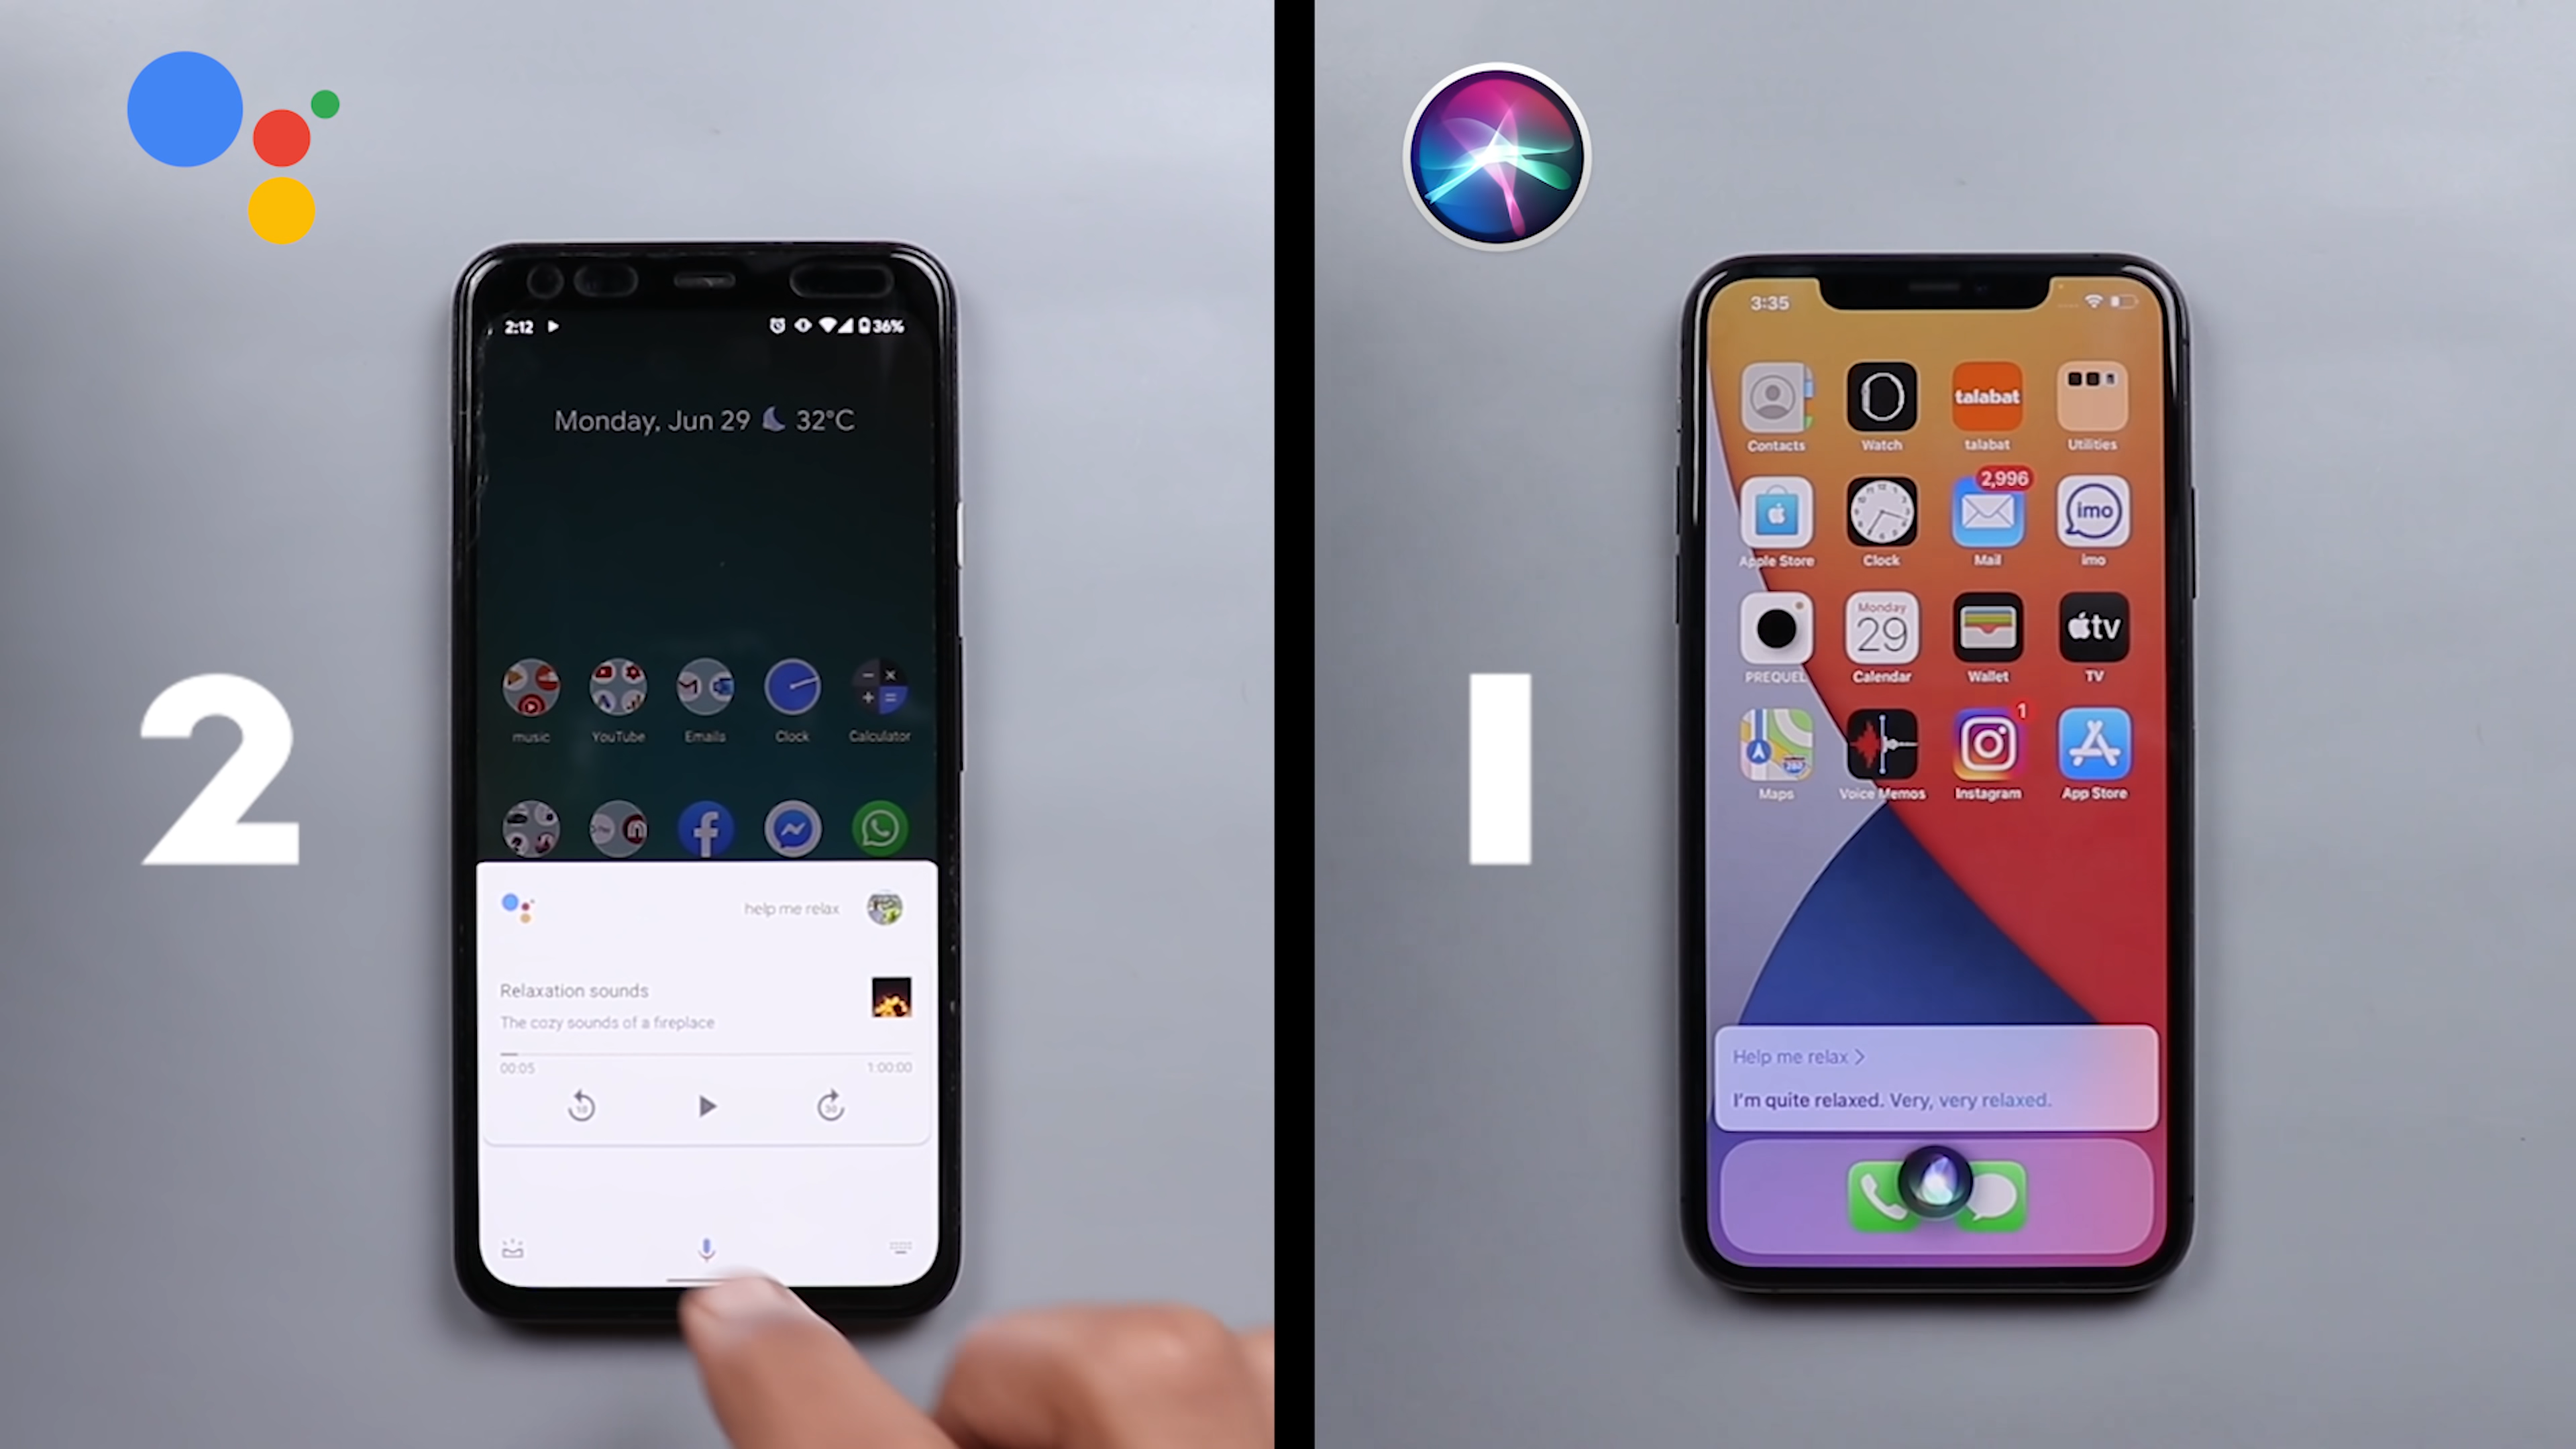 2:12
36%
Monday, Jun 29 32°C
music YouTube Emails Clock Calculator
help me relax
Relaxation sounds
The cozy sounds of a fireplace
00:05 1:00:00
10 30
2
3:35
talabat
Contacts Watch talabat Utilities
2,996
imo
Apple Store Clock Mail imo
Monday
29
tv
PREQUEL Calendar Wallet TV
1
280
Maps Voice Memos Instagram App Store
Help me relax >
I'm quite relaxed. Very, very relaxed.
1